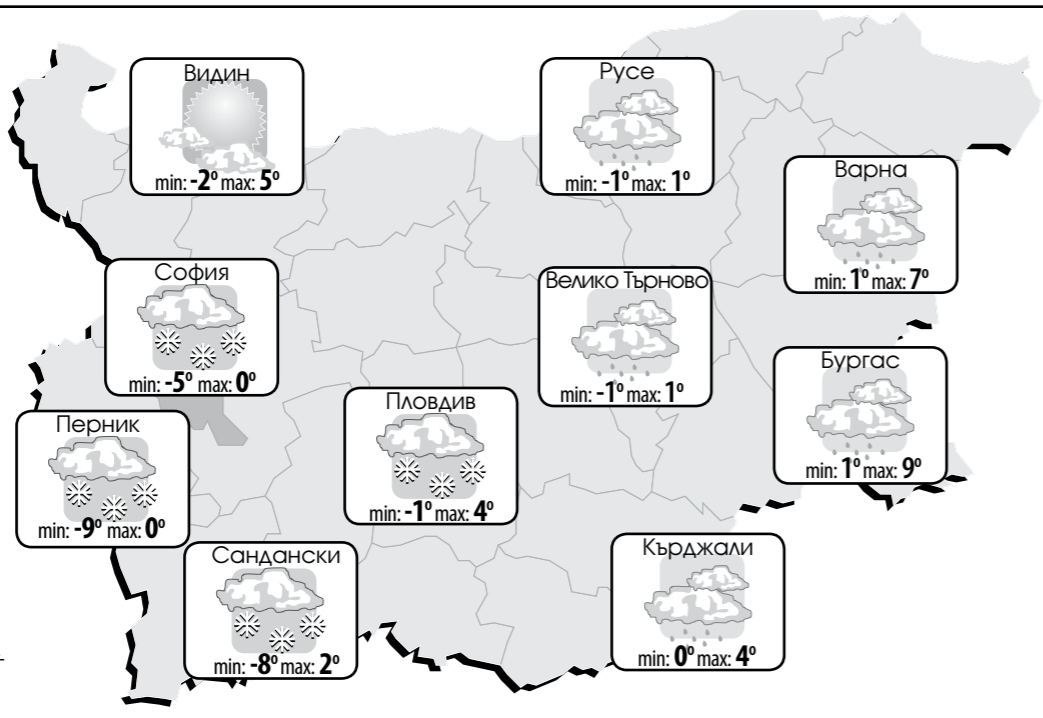 Видин
min: -2° max: 5°
Русе
min: -1° max: 1°
Варна
min: 1° max: 7°
София
min: -5° max: 0°
Велико Търново
min: -1° max: 1°
Бургас
min: 1° max: 9°
Пловдив
min: -1° max: 4°
Перник
min: -9° max: 0°
Сандански
min: -8° max: 2°
Кърджали
min: 0° max: 4°